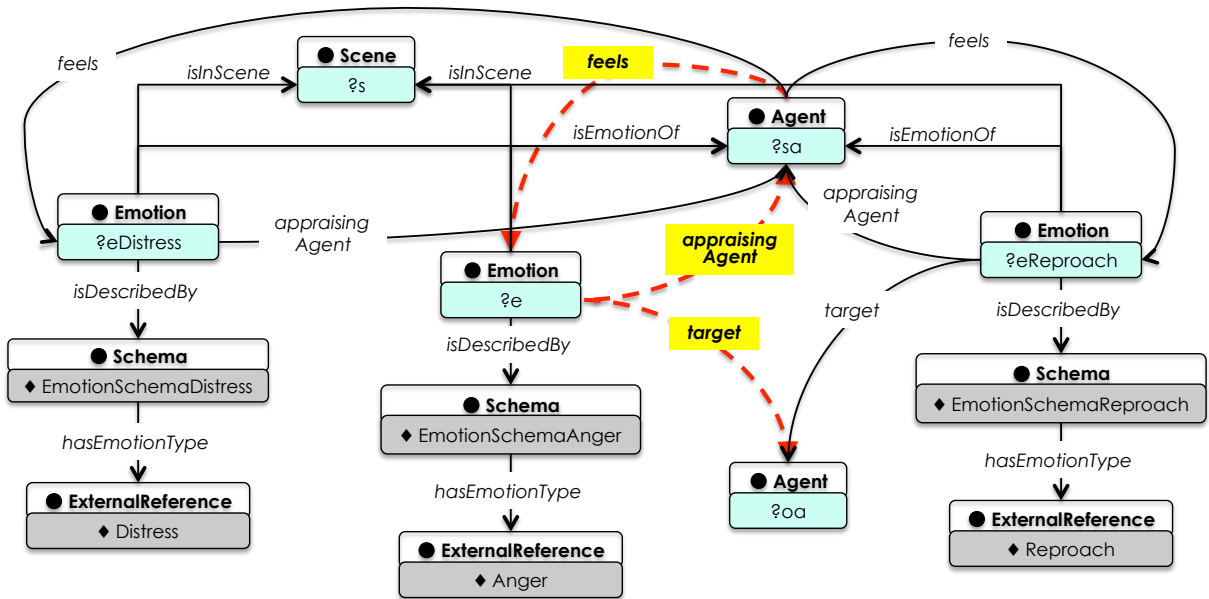 feels
● Scene
?s
isInScene
isInScene
feels
feels
● Agent
?sa
isEmotionOf
isEmotionOf
● Emotion
?eDistress
appraising
Agent
appraising
Agent
appraising
Agent
● Emotion
?e
● Emotion
?eReproach
isDescribedBy
isDescribedBy
isDescribedBy
target
target
● Schema
♦ EmotionSchemaDistress
● Schema
♦ EmotionSchemaAnger
● Schema
♦ EmotionSchemaReproach
hasEmotionType
hasEmotionType
hasEmotionType
● ExternalReference
♦ Distress
● ExternalReference
♦ Anger
● Agent
?oa
● ExternalReference
♦ Reproach